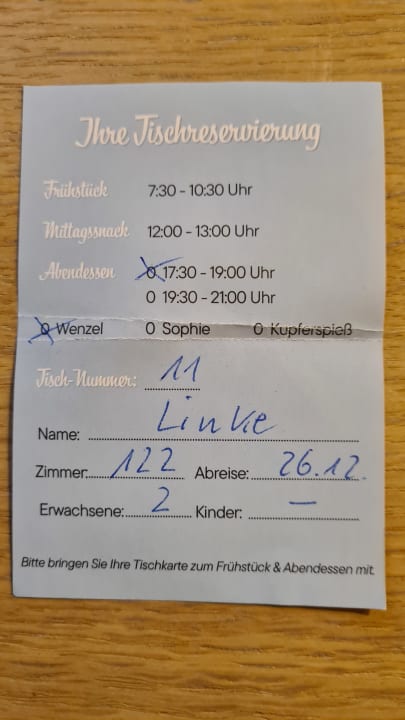 Ihre Tischreservierung
Frühstück 7:30 - 10:30 Uhr
Mittagssnack 12:00 - 13:00 Uhr
Abendessen 0 17:30 - 19:00 Uhr
0 19:30 - 21:00 Uhr
0 Wenzel 0 Sophie 0 Kupferspieß
Tisch-Nummer: 11
Name: Linke
Zimmer: 122 Abreise: 26.12.
Erwachsene: 2 Kinder: —
Bitte bringen Sie Ihre Tischkarte zum Frühstück & Abendessen mit.